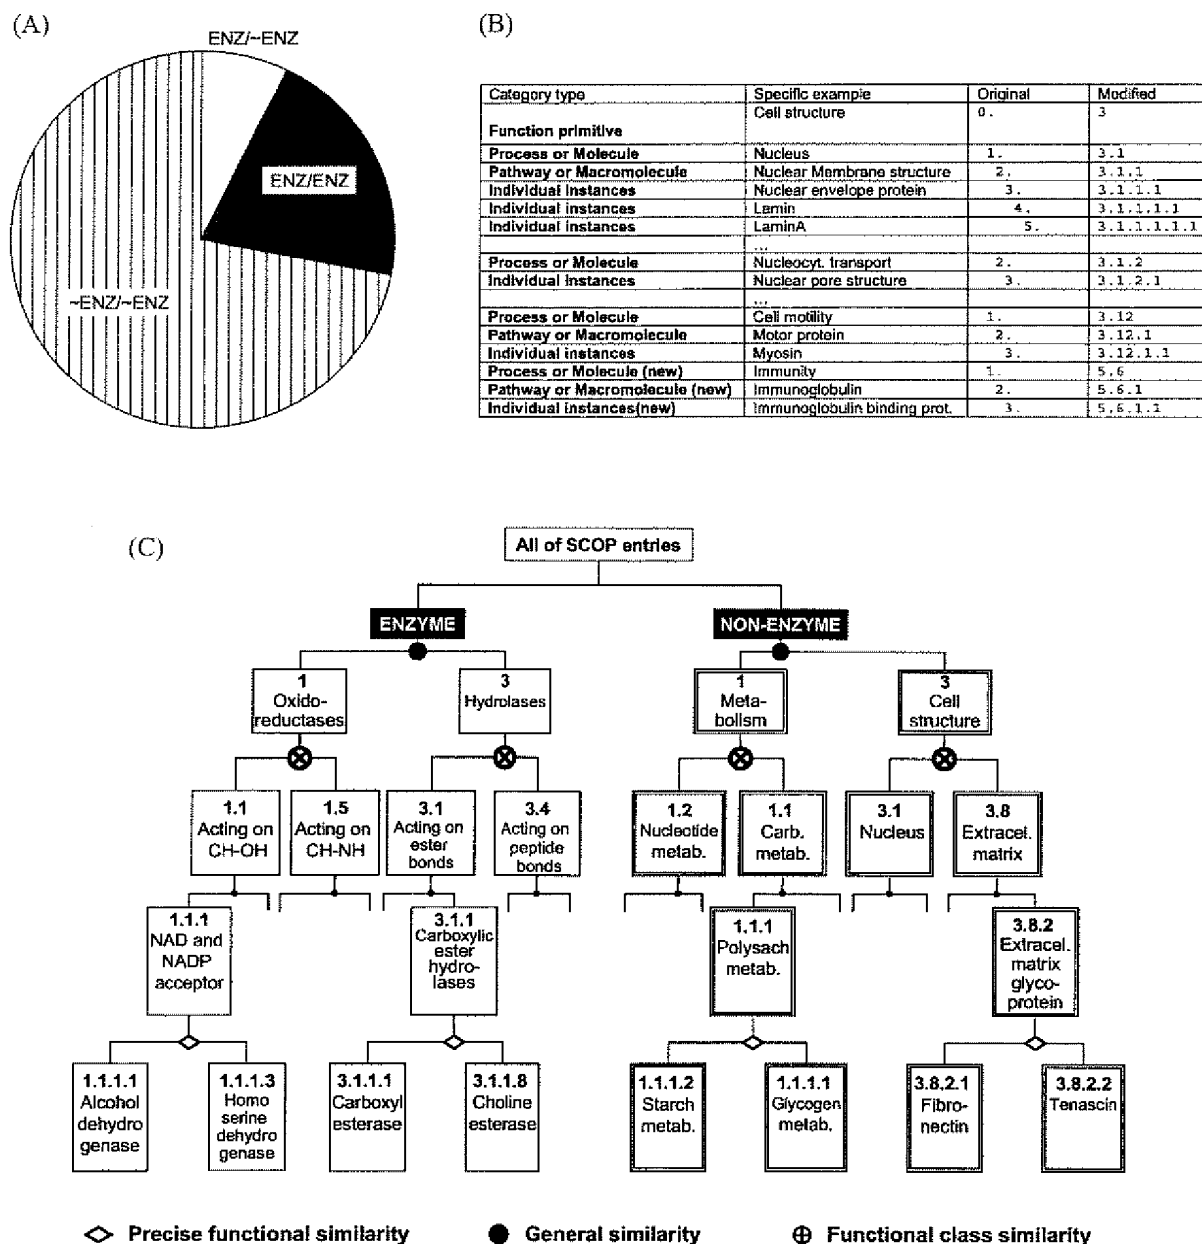 (A)
ENZ/~ENZ
ENZ/ENZ
~ENZ/~ENZ
(B)
Category type Specific example Original Modified
Cell structure 0. 3
Function primitive
Process or Molecule Nucleus 1. 3.1
Pathway or Macromolecule Nuclear Membrane structure 2. 3.1.1
Individual Instances Nuclear envelope protein 3. 3.1.1.1
Individual instances Lamin 4. 3.1.1.1.1
Individual instances LaminA 5. 3.1.1.1.1.1
...
Process or Molecule Nucleocyt. transport 2. 3.1.2
Individual instances Nuclear pore structure 3. 3.1.2.1
...
Process or Molecule Cell motility 1. 3.12
Pathway or Macromolecule Motor protein 2. 3.12.1
Individual instances Myosin 3. 3.12.1.1
Process or Molecule (new) Immunity 1. 5.6
Pathway or Macromolecule (new) Immunoglobulin 2. 5.6.1
Individual Instances(new) Immunoglobulin binding prot. 3. 5.6.1.1
(C)
All of SCOP entries
ENZYME NON-ENZYME
1
Oxido-
reductases
3
Hydrolases
1
Meta-
bolism
3
Cell
structure
1.1
Acting on
CH-OH
1.5
Acting on
CH-NH
3.1
Acting on
ester
bonds
3.4
Acting on
peptide
bonds
1.2
Nucleotide
metab.
1.1
Carb.
metab.
3.1
Nucleus
3.8
Extracel.
matrix
1.1.1
NAD and
NADP
acceptor
3.1.1
Carboxylic
ester
hydro-
lases
1.1.1
Polysach
metab.
3.8.2
Extracel.
matrix
glyco-
protein
1.1.1.1
Alcohol
dehydro
genase
1.1.1.3
Homo
serine
dehydro
genase
3.1.1.1
Carboxyl
esterase
3.1.1.8
Choline
esterase
1.1.1.2
Starch
metab.
1.1.1.1
Glycogen
metab.
3.8.2.1
Fibro-
nectin
3.8.2.2
Tenascin
Precise functional similarity General similarity Functional class similarity